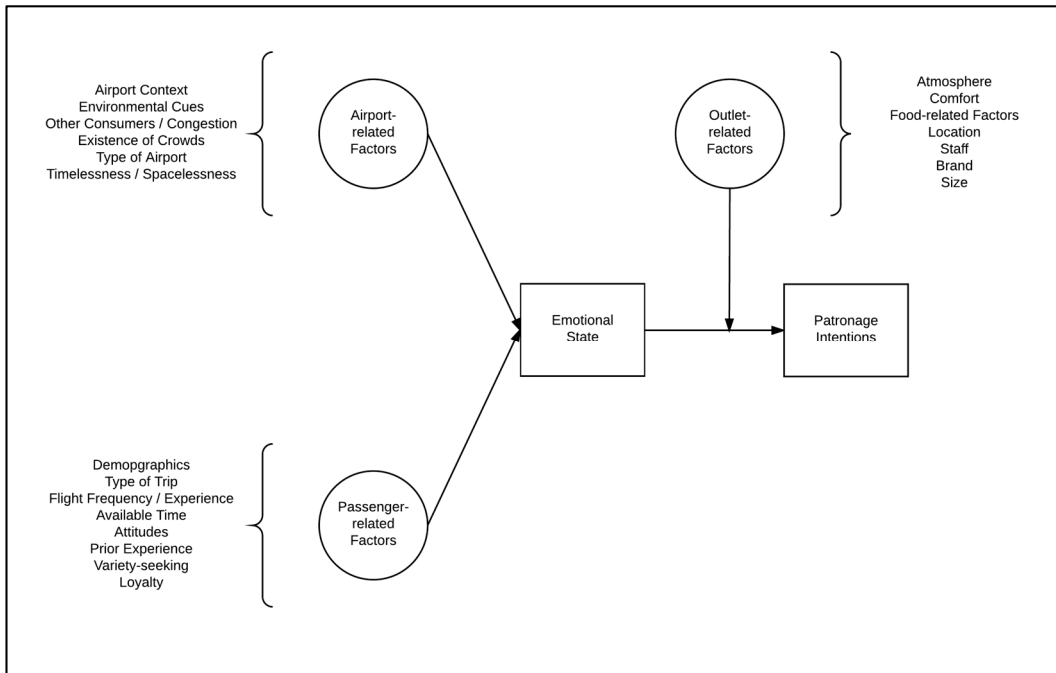 Airport Context
Environmental Cues
Other Consumers / Congestion
Existence of Crowds
Type of Airport
Timelessness / Spacelessness
Airport-
related
Factors
Outlet-
related
Factors
Atmosphere
Comfort
Food-related Factors
Location
Staff
Brand
Size
Emotional
State
Patronage
Intentions
Demopgraphics
Type of Trip
Flight Frequency / Experience
Available Time
Attitudes
Prior Experience
Variety-seeking
Loyalty
Passenger-
related
Factors